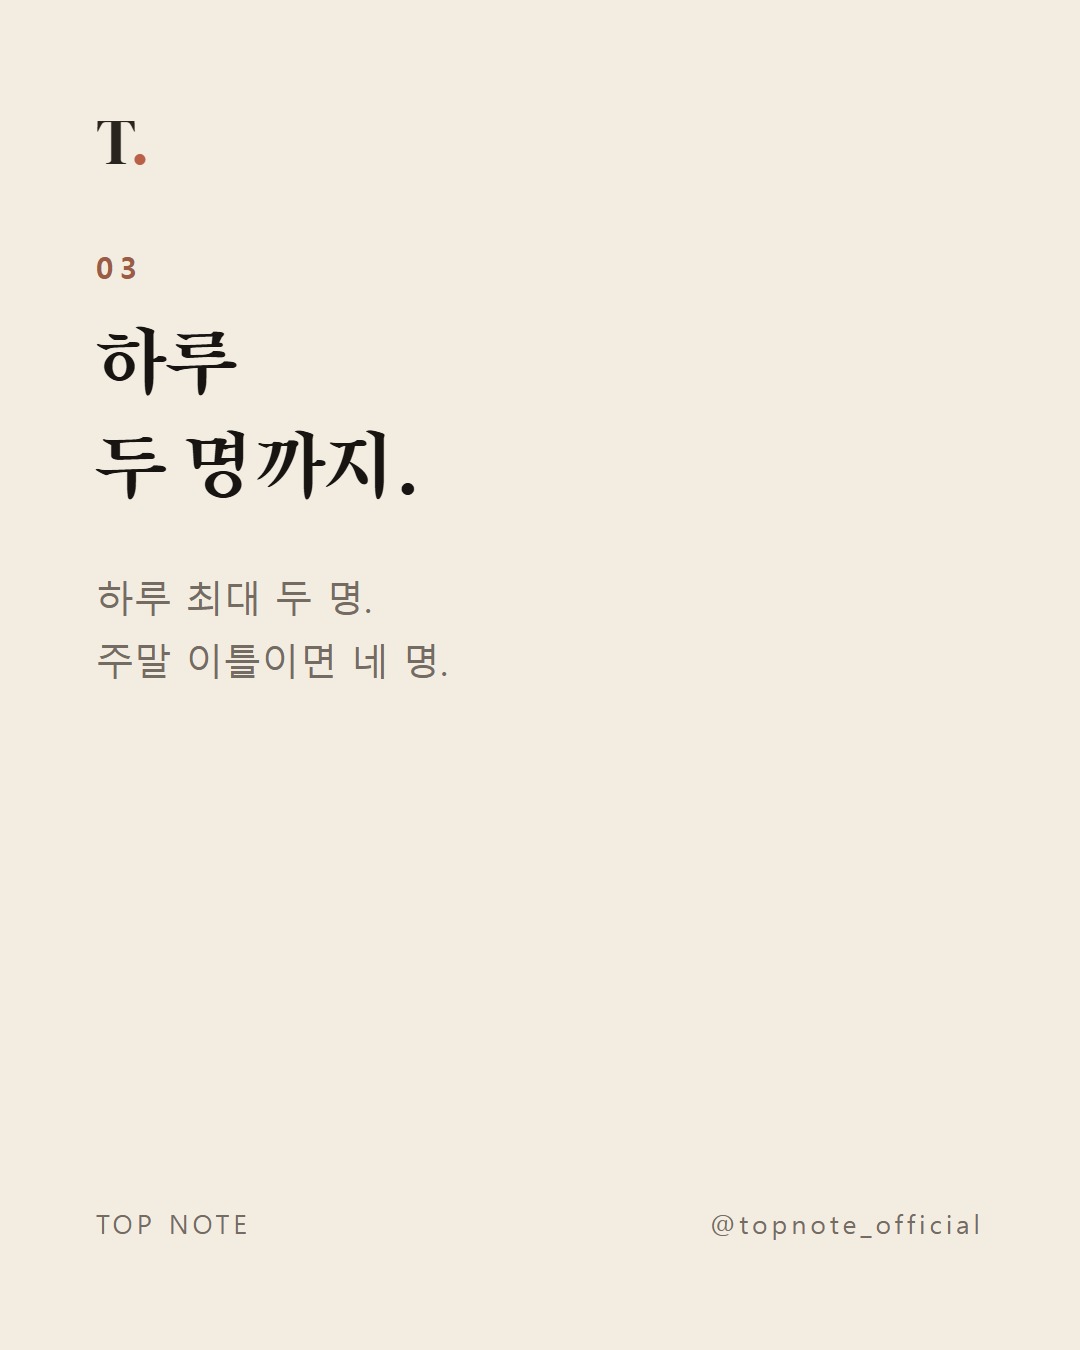 T.
03
하루
두 명까지.
하루 최대 두 명.
주말 이틀이면 네 명.
TOP NOTE
@topnote_official